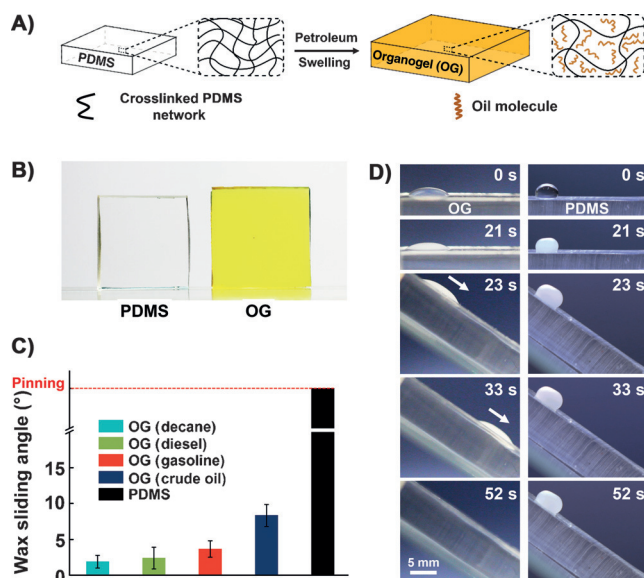 A)
PDMS
Petroleum
Swelling
Organogel (OG)
Crosslinked PDMS
network
Oil molecule
B)
PDMS
OG
C)
Pinning
Wax sliding angle (°)
15
10
5
0
OG (decane)
OG (diesel)
OG (gasoline)
OG (crude oil)
PDMS
D)
0 s
OG
0 s
PDMS
21 s
21 s
23 s
23 s
33 s
33 s
52 s
5 mm
52 s